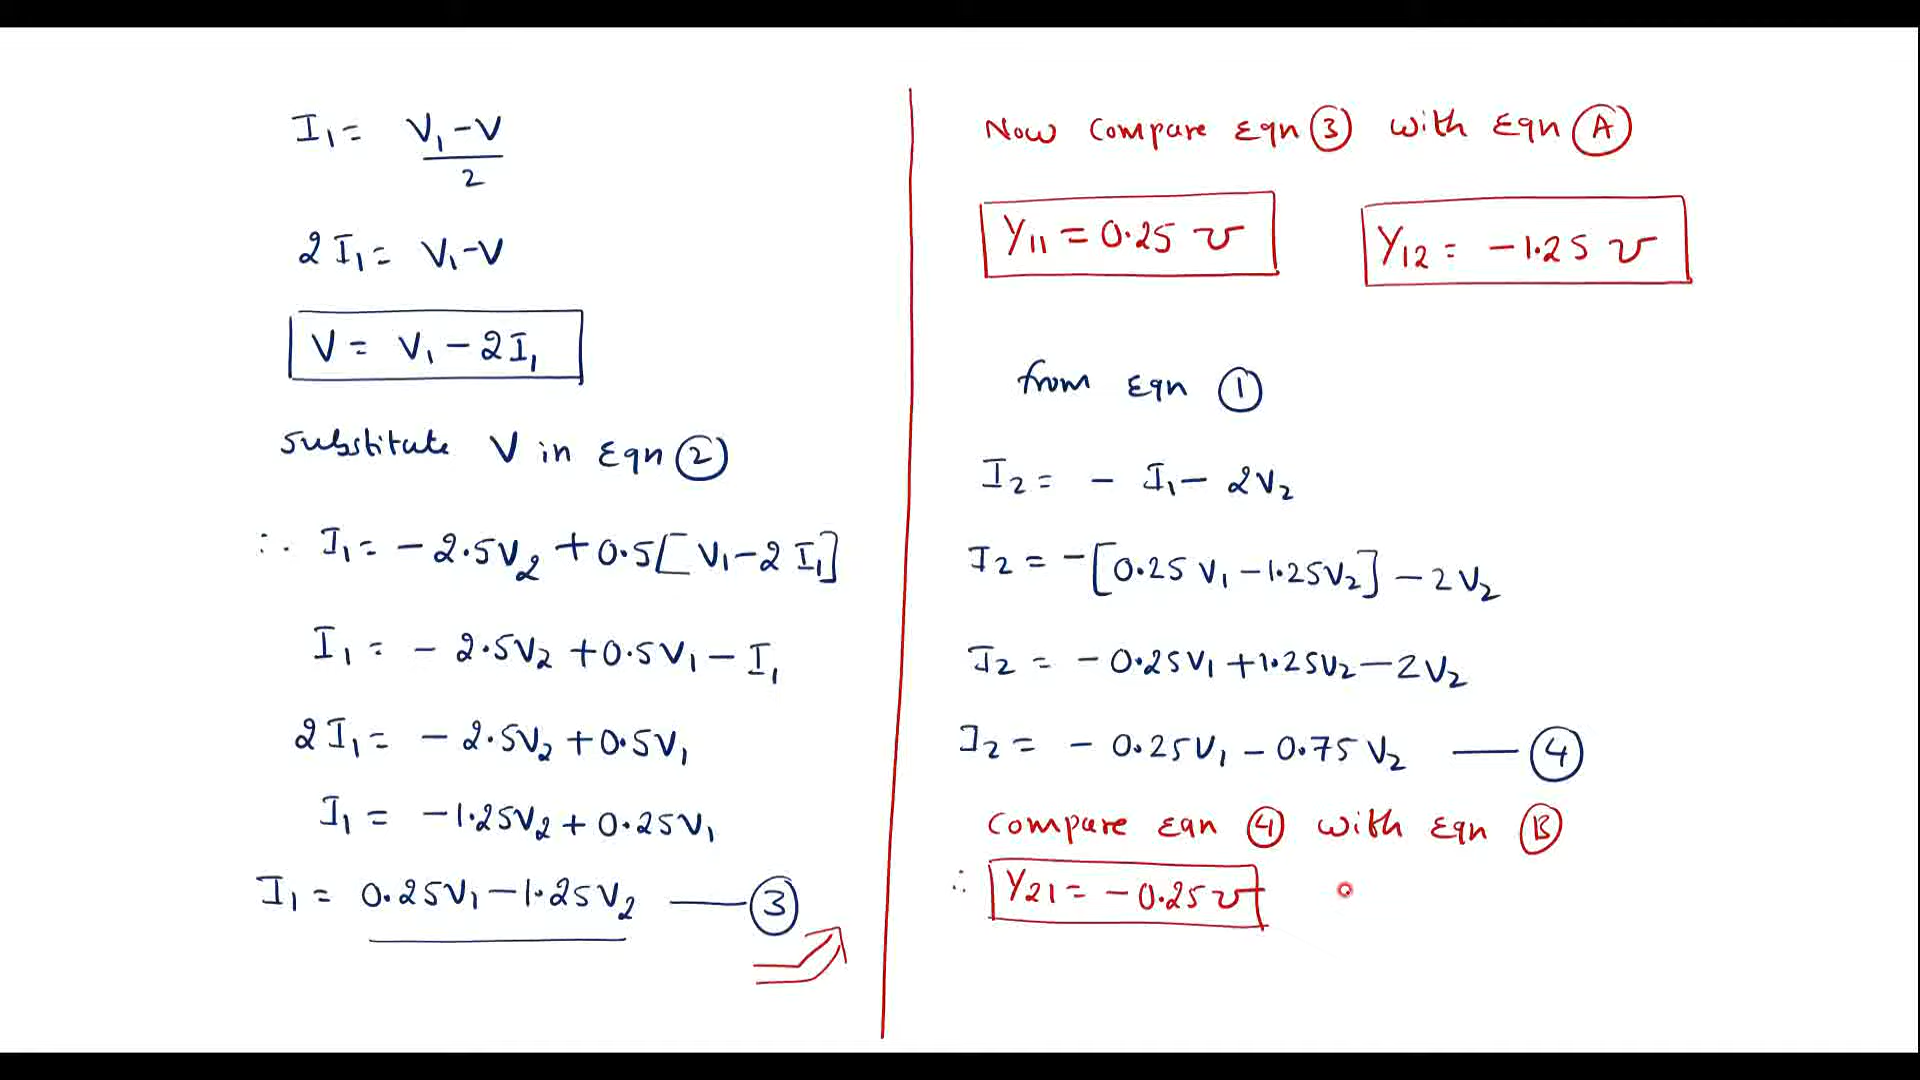 I₁ = V₁ - V / 2
2I₁ = V₁ - V
V = V₁ - 2I₁
substitute V in Eqn ②
∴ I₁ = - 2.5V₂ + 0.5[V₁ - 2I₁]
I₁ = - 2.5V₂ + 0.5V₁ - I₁
2I₁ = - 2.5V₂ + 0.5V₁
I₁ = -1.25V₂ + 0.25V₁
I₁ = 0.25V₁ - 1.25V₂ — ③
Now compare Eqn ③ with Eqn Ⓐ
Y₁₁ = 0.25 ℧
Y₁₂ = -1.25 ℧
from Eqn ①
I₂ = - I₁ - 2V₂
I₂ = -[0.25V₁ - 1.25V₂] - 2V₂
I₂ = - 0.25V₁ + 1.25V₂ - 2V₂
I₂ = - 0.25V₁ - 0.75V₂ — ④
compare eqn ④ with Eqn Ⓑ
∴ Y₂₁ = -0.25 ℧